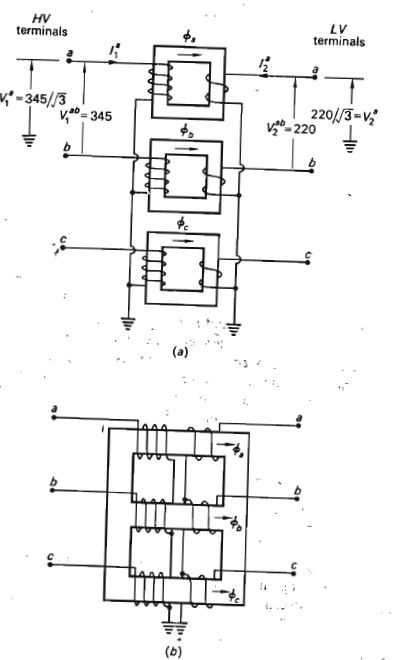 HV
terminals
LV
terminals
ϕₐ
a
I₁ᵃ
I₂ᵃ
a
V₁ᵃ = 345/√3
V₁ᵃᵇ = 345
V₂ᵃᵇ = 220
220/√3 = V₂ᵃ
ϕ_b
b
b
ϕ_c
c
c
(a)
a
a
ϕₐ
b
b
ϕ_b
c
c
ϕ_c
(b)